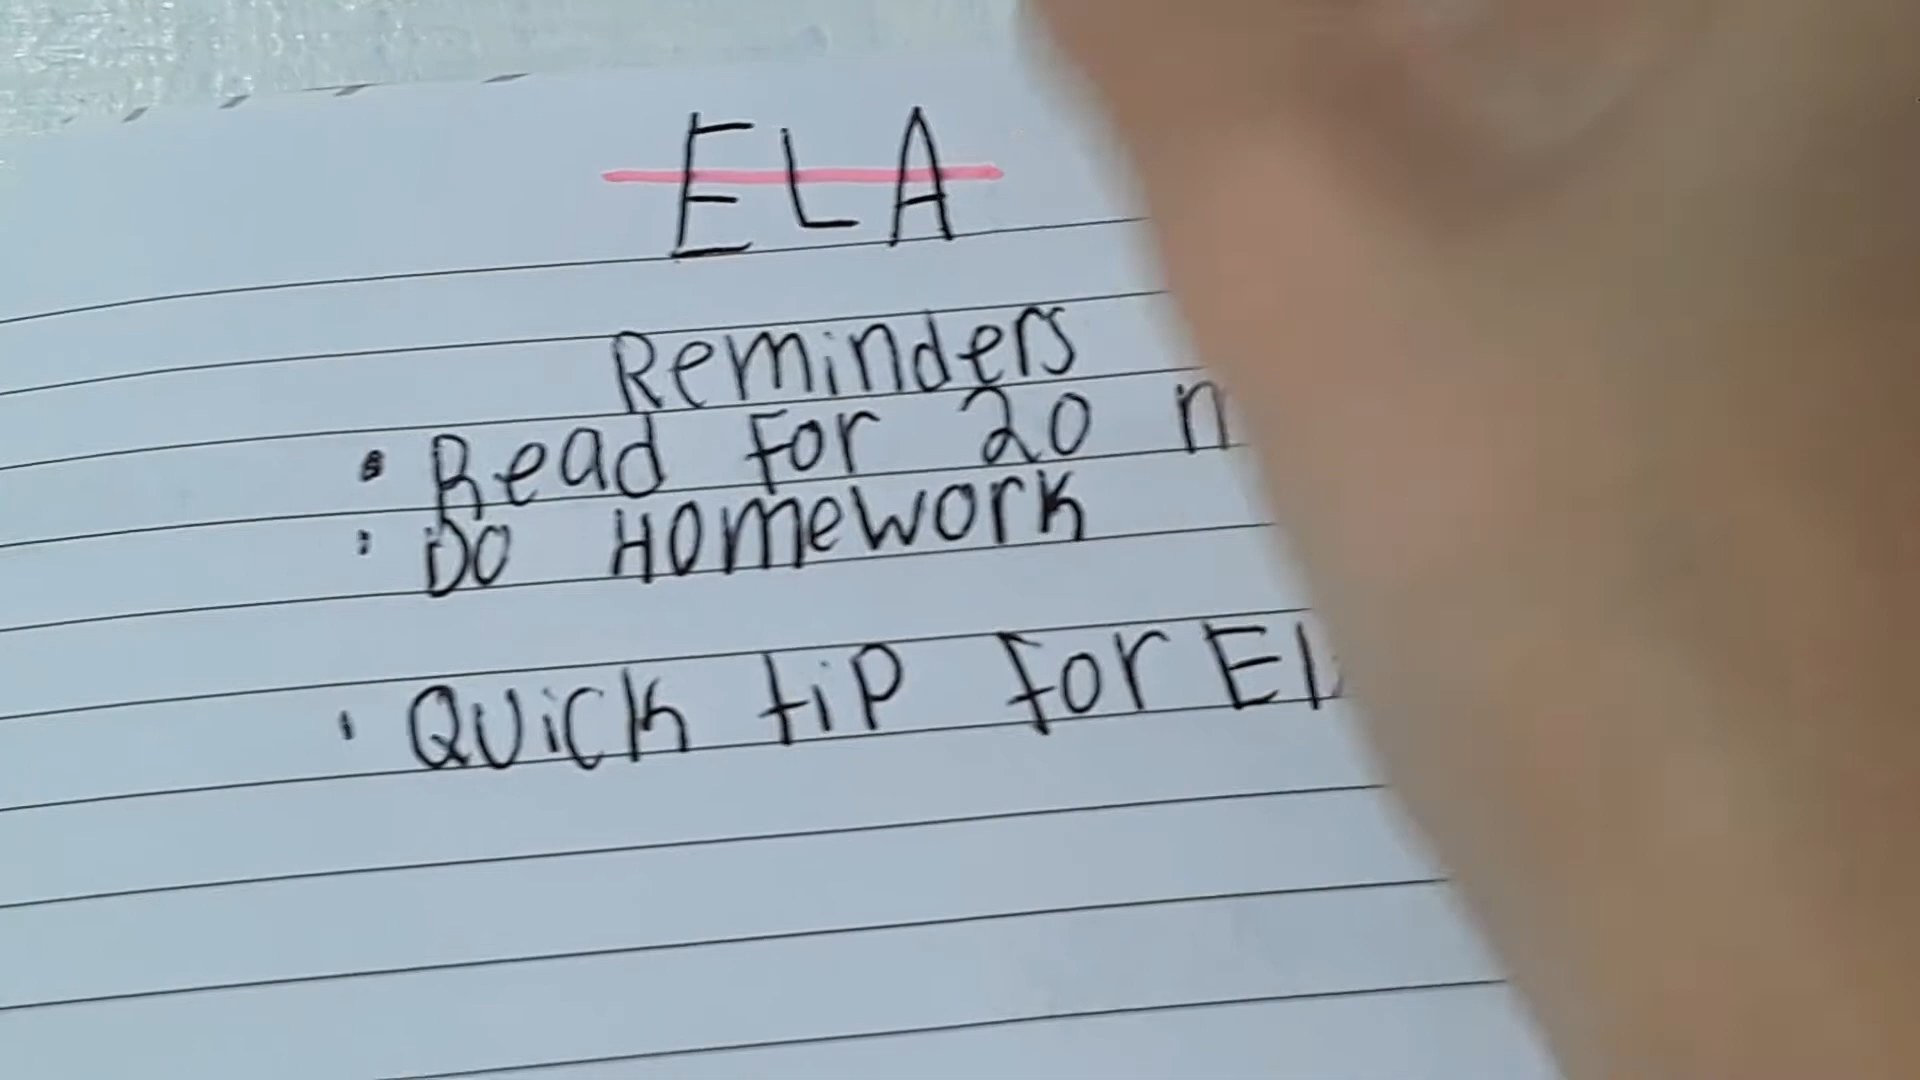 ELA
Reminders
• Read For 20
• DO HOmework
• Quick tip for